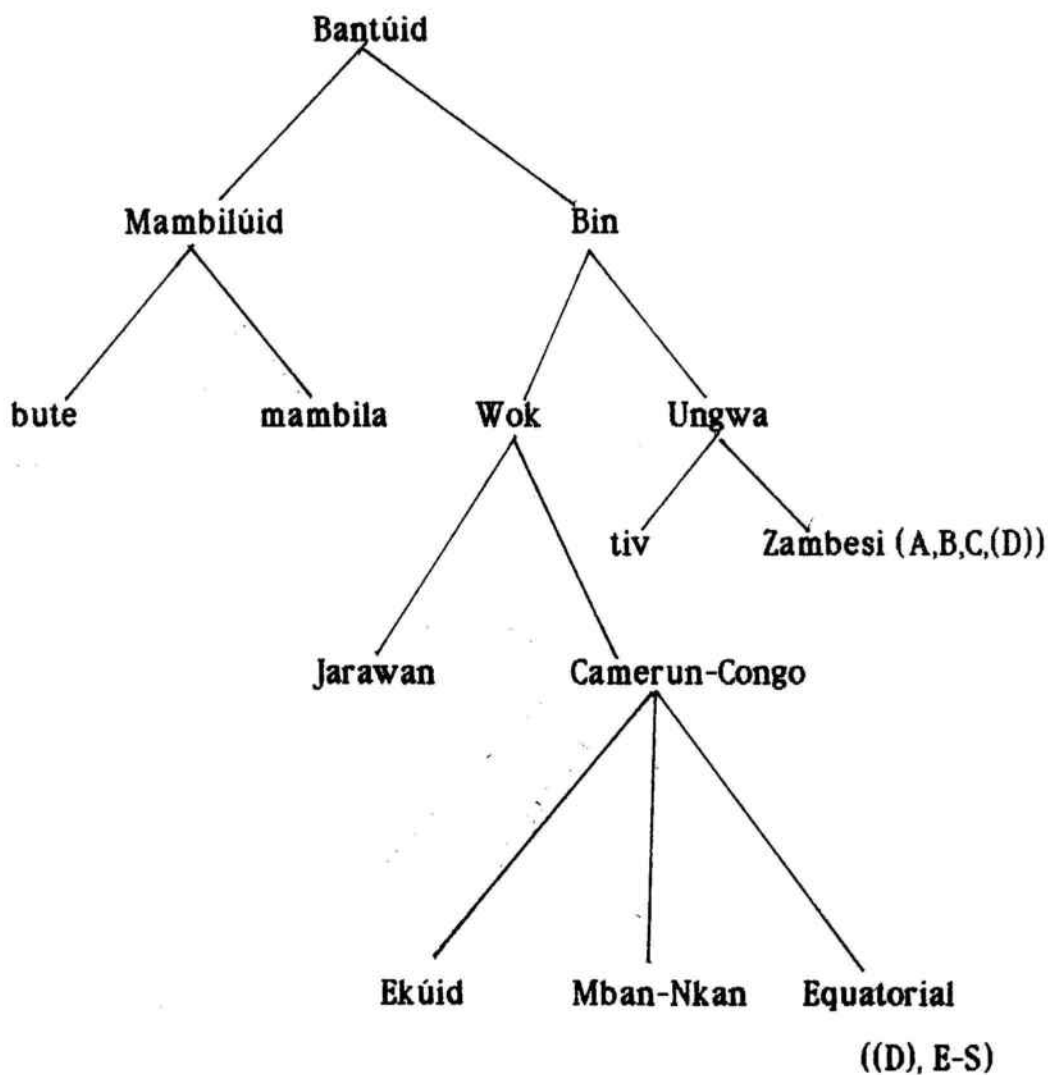 Bantúid
Mambilúid Bin
bute mambila Wok Ungwa
tiv Zambesi (A,B,C,(D))
Jarawan Camerun-Congo
Ekúid Mban-Nkan Equatorial
((D), E-S)